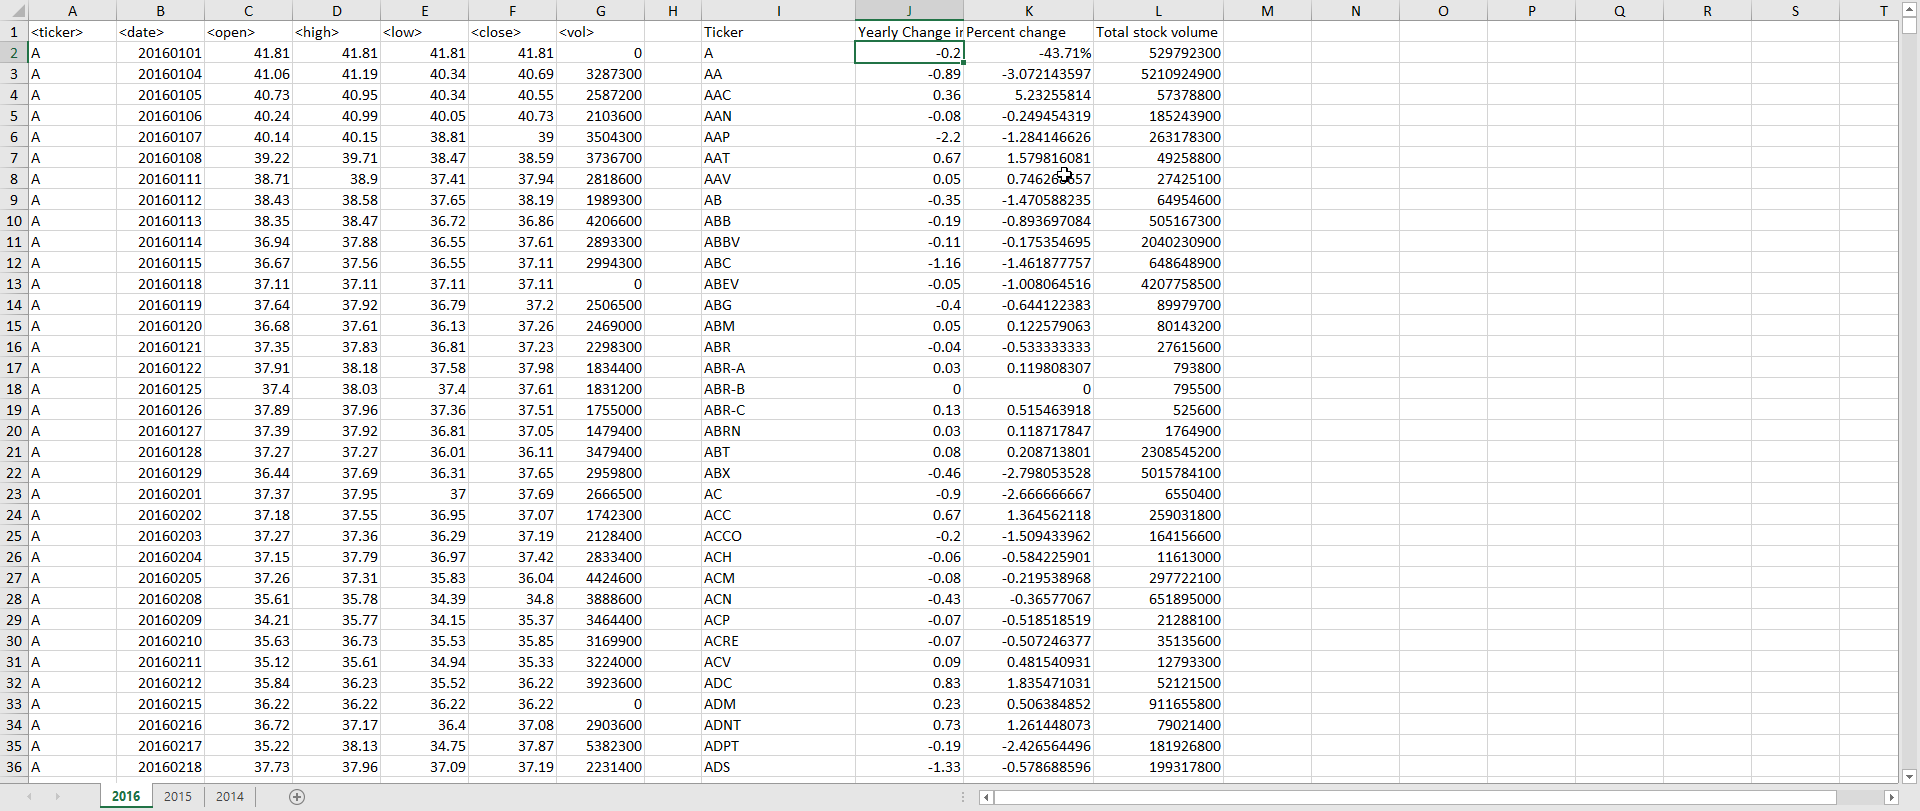 A B C D E F G H I J K L M N O P Q R S T
1 <ticker> <date> <open> <high> <low> <close> <vol> Ticker Yearly Change in Percent change Total stock volume
2 A 20160101 41.81 41.81 41.81 41.81 0 A -0.2 -43.71% 529792300
3 A 20160104 41.06 41.19 40.34 40.69 3287300 AA -0.89 -3.072143597 5210924900
4 A 20160105 40.73 40.95 40.34 40.55 2587200 AAC 0.36 5.23255814 57378800
5 A 20160106 40.24 40.99 40.05 40.73 2103600 AAN -0.08 -0.249454319 185243900
6 A 20160107 40.14 40.15 38.81 39 3504300 AAP -2.2 -1.284146626 263178300
7 A 20160108 39.22 39.71 38.47 38.59 3736700 AAT 0.67 1.579816081 49258800
8 A 20160111 38.71 38.9 37.41 37.94 2818600 AAV 0.05 27425100
9 A 20160112 38.43 38.58 37.65 38.19 1989300 AB -0.35 -1.470588235 64954600
10 A 20160113 38.35 38.47 36.72 36.86 4206600 ABB -0.19 -0.893697084 505167300
11 A 20160114 36.94 37.88 36.55 37.61 2893300 ABBV -0.11 -0.175354695 2040230900
12 A 20160115 36.67 37.56 36.55 37.11 2994300 ABC -1.16 -1.461877757 648648900
13 A 20160118 37.11 37.11 37.11 37.11 0 ABEV -0.05 -1.008064516 4207758500
14 A 20160119 37.64 37.92 36.79 37.2 2506500 ABG -0.4 -0.644122383 89979700
15 A 20160120 36.68 37.61 36.13 37.26 2469000 ABM 0.05 0.122579063 80143200
16 A 20160121 37.35 37.83 36.81 37.23 2298300 ABR -0.04 -0.533333333 27615600
17 A 20160122 37.91 38.18 37.58 37.98 1834400 ABR-A 0.03 0.119808307 793800
18 A 20160125 37.4 38.03 37.4 37.61 1831200 ABR-B 0 0 795500
19 A 20160126 37.89 37.96 37.36 37.51 1755000 ABR-C 0.13 0.515463918 525600
20 A 20160127 37.39 37.92 36.81 37.05 1479400 ABRN 0.03 0.118717847 1764900
21 A 20160128 37.27 37.27 36.01 36.11 3479400 ABT 0.08 0.208713801 2308545200
22 A 20160129 36.44 37.69 36.31 37.65 2959800 ABX -0.46 -2.798053528 5015784100
23 A 20160201 37.37 37.95 37 37.69 2666500 AC -0.9 -2.666666667 6550400
24 A 20160202 37.18 37.55 36.95 37.07 1742300 ACC 0.67 1.364562118 259031800
25 A 20160203 37.27 37.36 36.29 37.19 2128400 ACCO -0.2 -1.509433962 164156600
26 A 20160204 37.15 37.79 36.97 37.42 2833400 ACH -0.06 -0.584225901 11613000
27 A 20160205 37.26 37.31 35.83 36.04 4424600 ACM -0.08 -0.219538968 297722100
28 A 20160208 35.61 35.78 34.39 34.8 3888600 ACN -0.43 -0.36577067 651895000
29 A 20160209 34.21 35.77 34.15 35.37 3464400 ACP -0.07 -0.518518519 21288100
30 A 20160210 35.63 36.73 35.53 35.85 3169900 ACRE -0.07 -0.507246377 35135600
31 A 20160211 35.12 35.61 34.94 35.33 3224000 ACV 0.09 0.481540931 12793300
32 A 20160212 35.84 36.23 35.52 36.22 3923600 ADC 0.83 1.835471031 52121500
33 A 20160215 36.22 36.22 36.22 36.22 0 ADM 0.23 0.506384852 911655800
34 A 20160216 36.72 37.17 36.4 37.08 2903600 ADNT 0.73 1.261448073 79021400
35 A 20160217 35.22 38.13 34.75 37.87 5382300 ADPT -0.19 -2.426564496 181926800
36 A 20160218 37.73 37.96 37.09 37.19 2231400 ADS -1.33 -0.578688596 199317800
2016 2015 2014